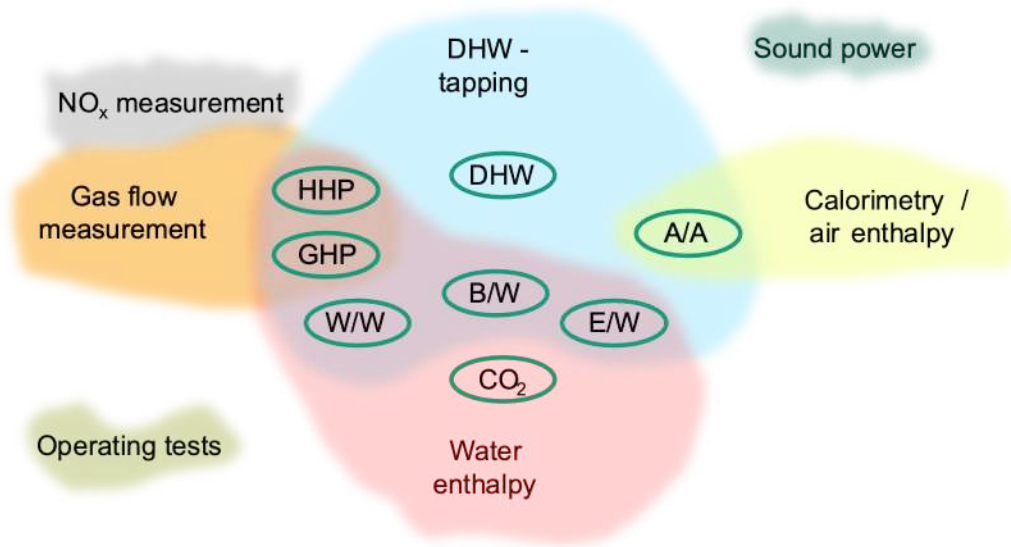 DHW -
tapping
Sound power
NOₓ measurement
HHP
DHW
Gas flow
measurement
Calorimetry /
air enthalpy
A/A
GHP
B/W
W/W
E/W
CO₂
Operating tests
Water
enthalpy